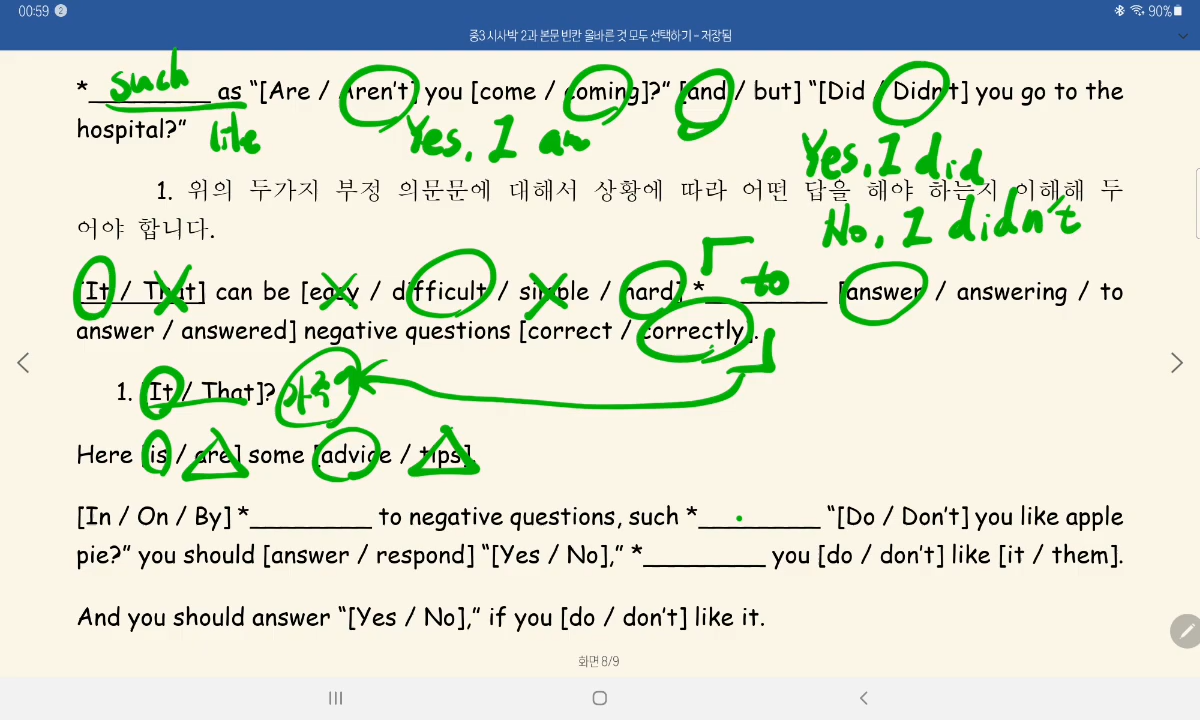 00:59 2 90%
중3 시사박 2과 본문 빈칸 올바른 것 모두 선택하기 – 저장됨
such
*________ as “[Are / Aren’t] you [come / coming]?” [and / but] “[Did / Didn’t] you go to the
hospital?” like Yes, I am Yes, I did
1. 위의 두가지 부정 의문문에 대해서 상황에 따라 어떤 답을 해야 하는지 이해해 두
어야 합니다. No, I didn't
[It / That] can be [easy / difficult / simple / hard] *________ to [answer / answering / to
answer / answered] negative questions [correct / correctly].
1. [It / That]? 가주어
Here [is / are] some [advice / tips].
[In / On / By] *________ to negative questions, such *________ “[Do / Don’t] you like apple
pie?” you should [answer / respond] “[Yes / No],” *________ you [do / don’t] like [it / them].
And you should answer “[Yes / No],” if you [do / don’t] like it.
화면 8/9